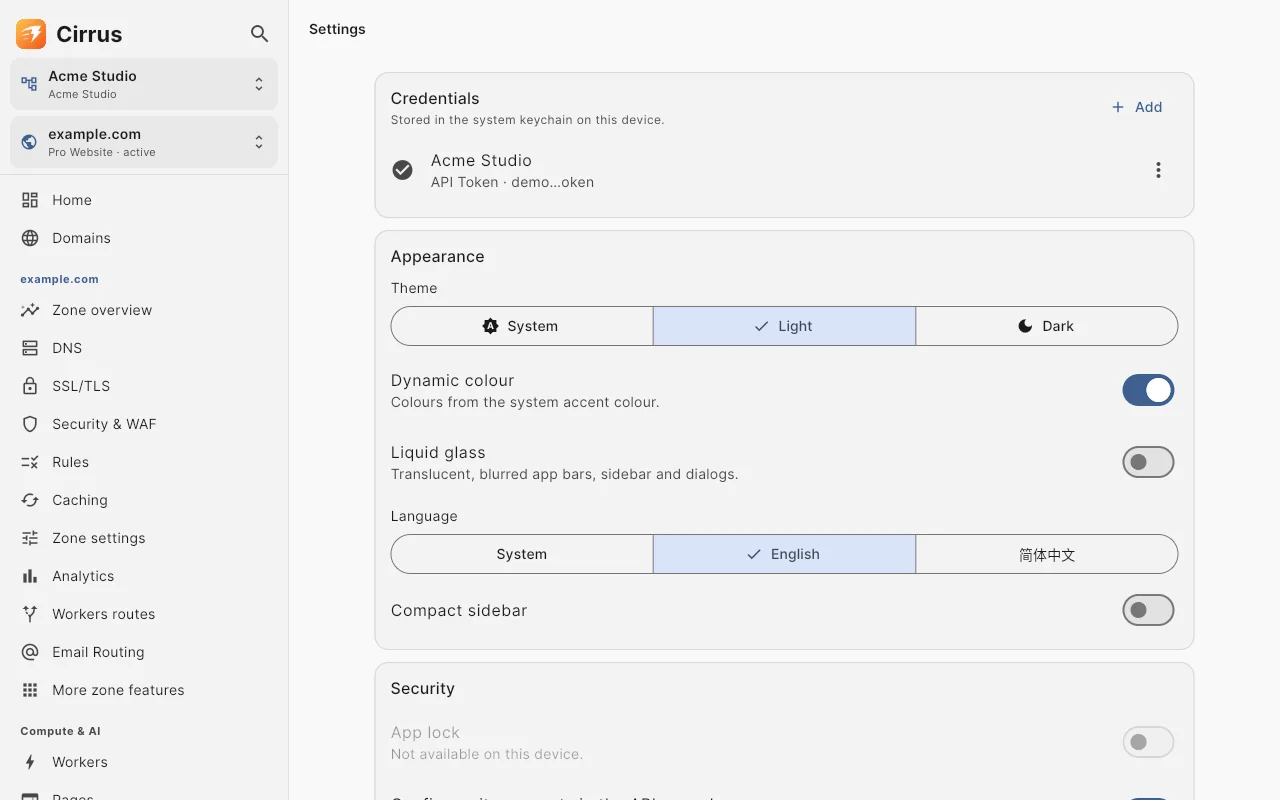 Cirrus
Acme Studio
Acme Studio
example.com
Pro Website · active
Home
Domains
example.com
Zone overview
DNS
SSL/TLS
Security & WAF
Rules
Caching
Zone settings
Analytics
Workers routes
Email Routing
More zone features
Compute & AI
Workers
Pages
Settings
Credentials
Stored in the system keychain on this device.
Add
Acme Studio
API Token · demo...oken
Appearance
Theme
System
Light
Dark
Dynamic colour
Colours from the system accent colour.
Liquid glass
Translucent, blurred app bars, sidebar and dialogs.
Language
System
English
简体中文
Compact sidebar
Security
App lock
Not available on this device.